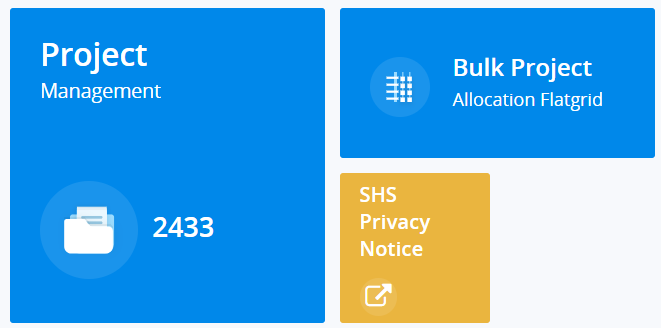 Project
Management
2433
Bulk Project
Allocation Flatgrid
SHS
Privacy
Notice